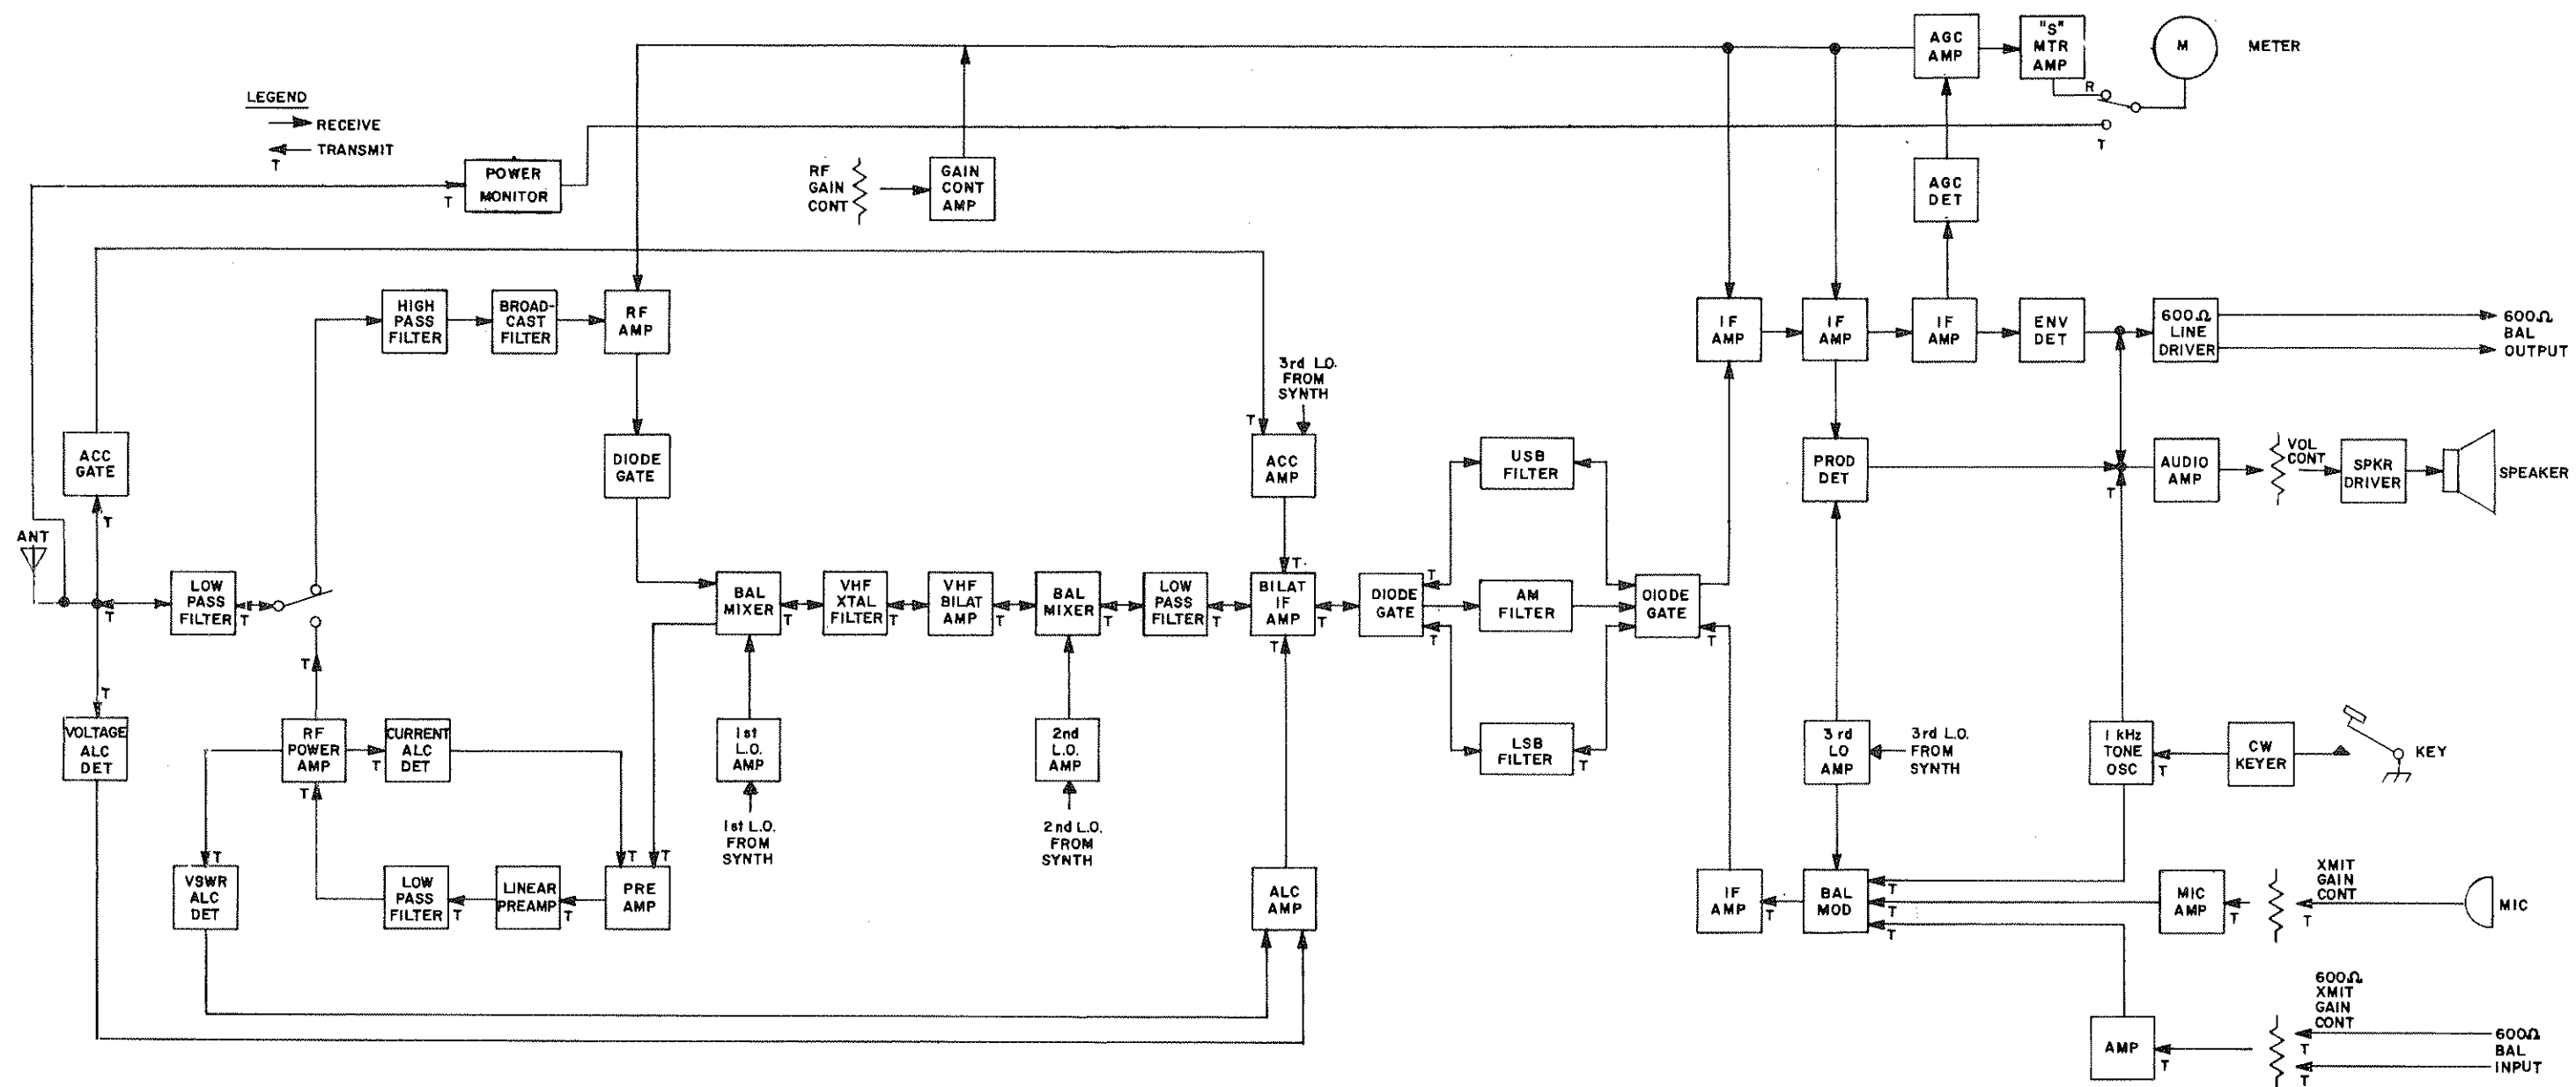 LEGEND
RECEIVE
TRANSMIT
T
POWER
MONITOR
T
RF
GAIN
CONT
GAIN
CONT
AMP
AGC
AMP
"S"
MTR
AMP
M
METER
R
T
AGC
DET
HIGH
PASS
FILTER
BROAD-
CAST
FILTER
RF
AMP
IF
AMP
IF
AMP
IF
AMP
ENV
DET
600Ω
LINE
DRIVER
600Ω
BAL
OUTPUT
3rd L.O.
FROM
SYNTH
T
ACC
GATE
T
DIODE
GATE
ACC
AMP
USB
FILTER
PROD
DET
T
AUDIO
AMP
VOL
CONT
SPKR
DRIVER
SPEAKER
ANT
T
LOW
PASS
FILTER
T
BAL
MIXER
T
VHF
XTAL
FILTER
T
VHF
BILAT
AMP
T
BAL
MIXER
T
LOW
PASS
FILTER
T
T.
BILAT
IF
AMP
T
T
DIODE
GATE
T
T
AM
FILTER
DIODE
GATE
T
T
T
VOLTAGE
ALC
DET
RF
POWER
AMP
T
T
CURRENT
ALC
DET
1st
L.O.
AMP
2nd
L.O.
AMP
LSB
FILTER
T
3rd
LO
AMP
3rd L.O.
FROM
SYNTH
1 kHz
TONE
OSC
T
CW
KEYER
KEY
1st L.O.
FROM
SYNTH
2nd L.O.
FROM
SYNTH
T
VSWR
ALC
DET
LOW
PASS
FILTER
T
LINEAR
PREAMP
T
T
T
PRE
AMP
ALC
AMP
IF
AMP
T
BAL
MOD
T
T
T
MIC
AMP
T
XMIT
GAIN
CONT
T
MIC
AMP
T
600Ω
XMIT
GAIN
CONT
T
T
600Ω
BAL
INPUT